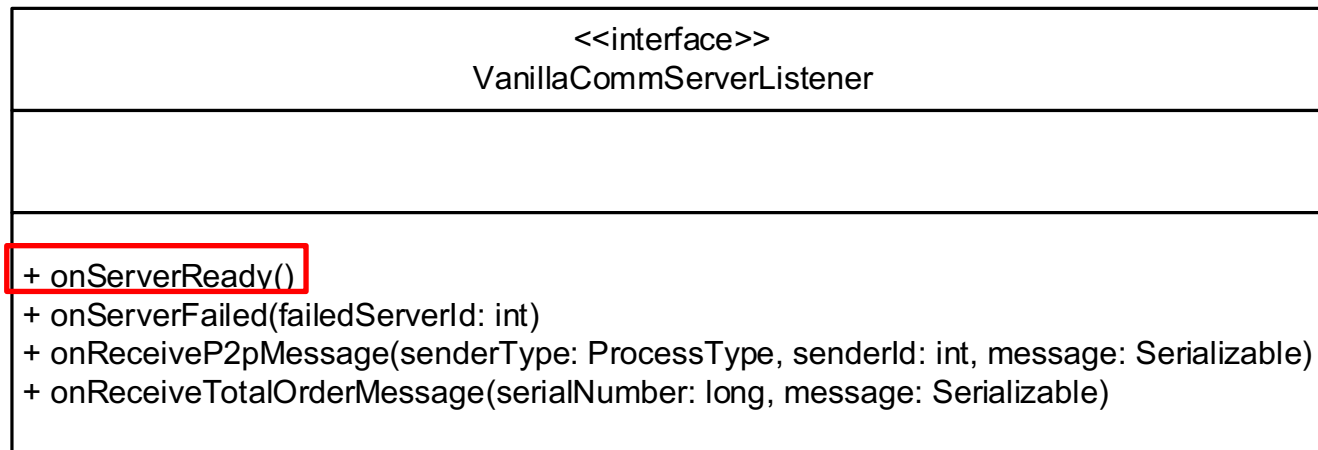 <<interface>>
VanillaCommServerListener
+ onServerReady()
+ onServerFailed(failedServerId: int)
+ onReceiveP2pMessage(senderType: ProcessType, senderId: int, message: Serializable)
+ onReceiveTotalOrderMessage(serialNumber: long, message: Serializable)